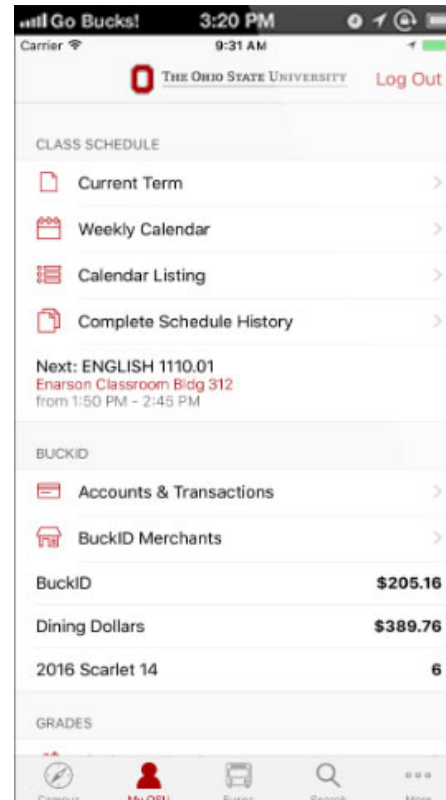 Go Bucks! 3:20 PM
Carrier 9:31 AM
THE OHIO STATE UNIVERSITY Log Out
CLASS SCHEDULE
Current Term
Weekly Calendar
Calendar Listing
Complete Schedule History
Next: ENGLISH 1110.01
Enarson Classroom Bldg 312
from 1:50 PM - 2:45 PM
BUCKID
Accounts & Transactions
BuckID Merchants
BuckID $205.16
Dining Dollars $389.76
2016 Scarlet 14 6
GRADES
Campus My OSU Buses Search More